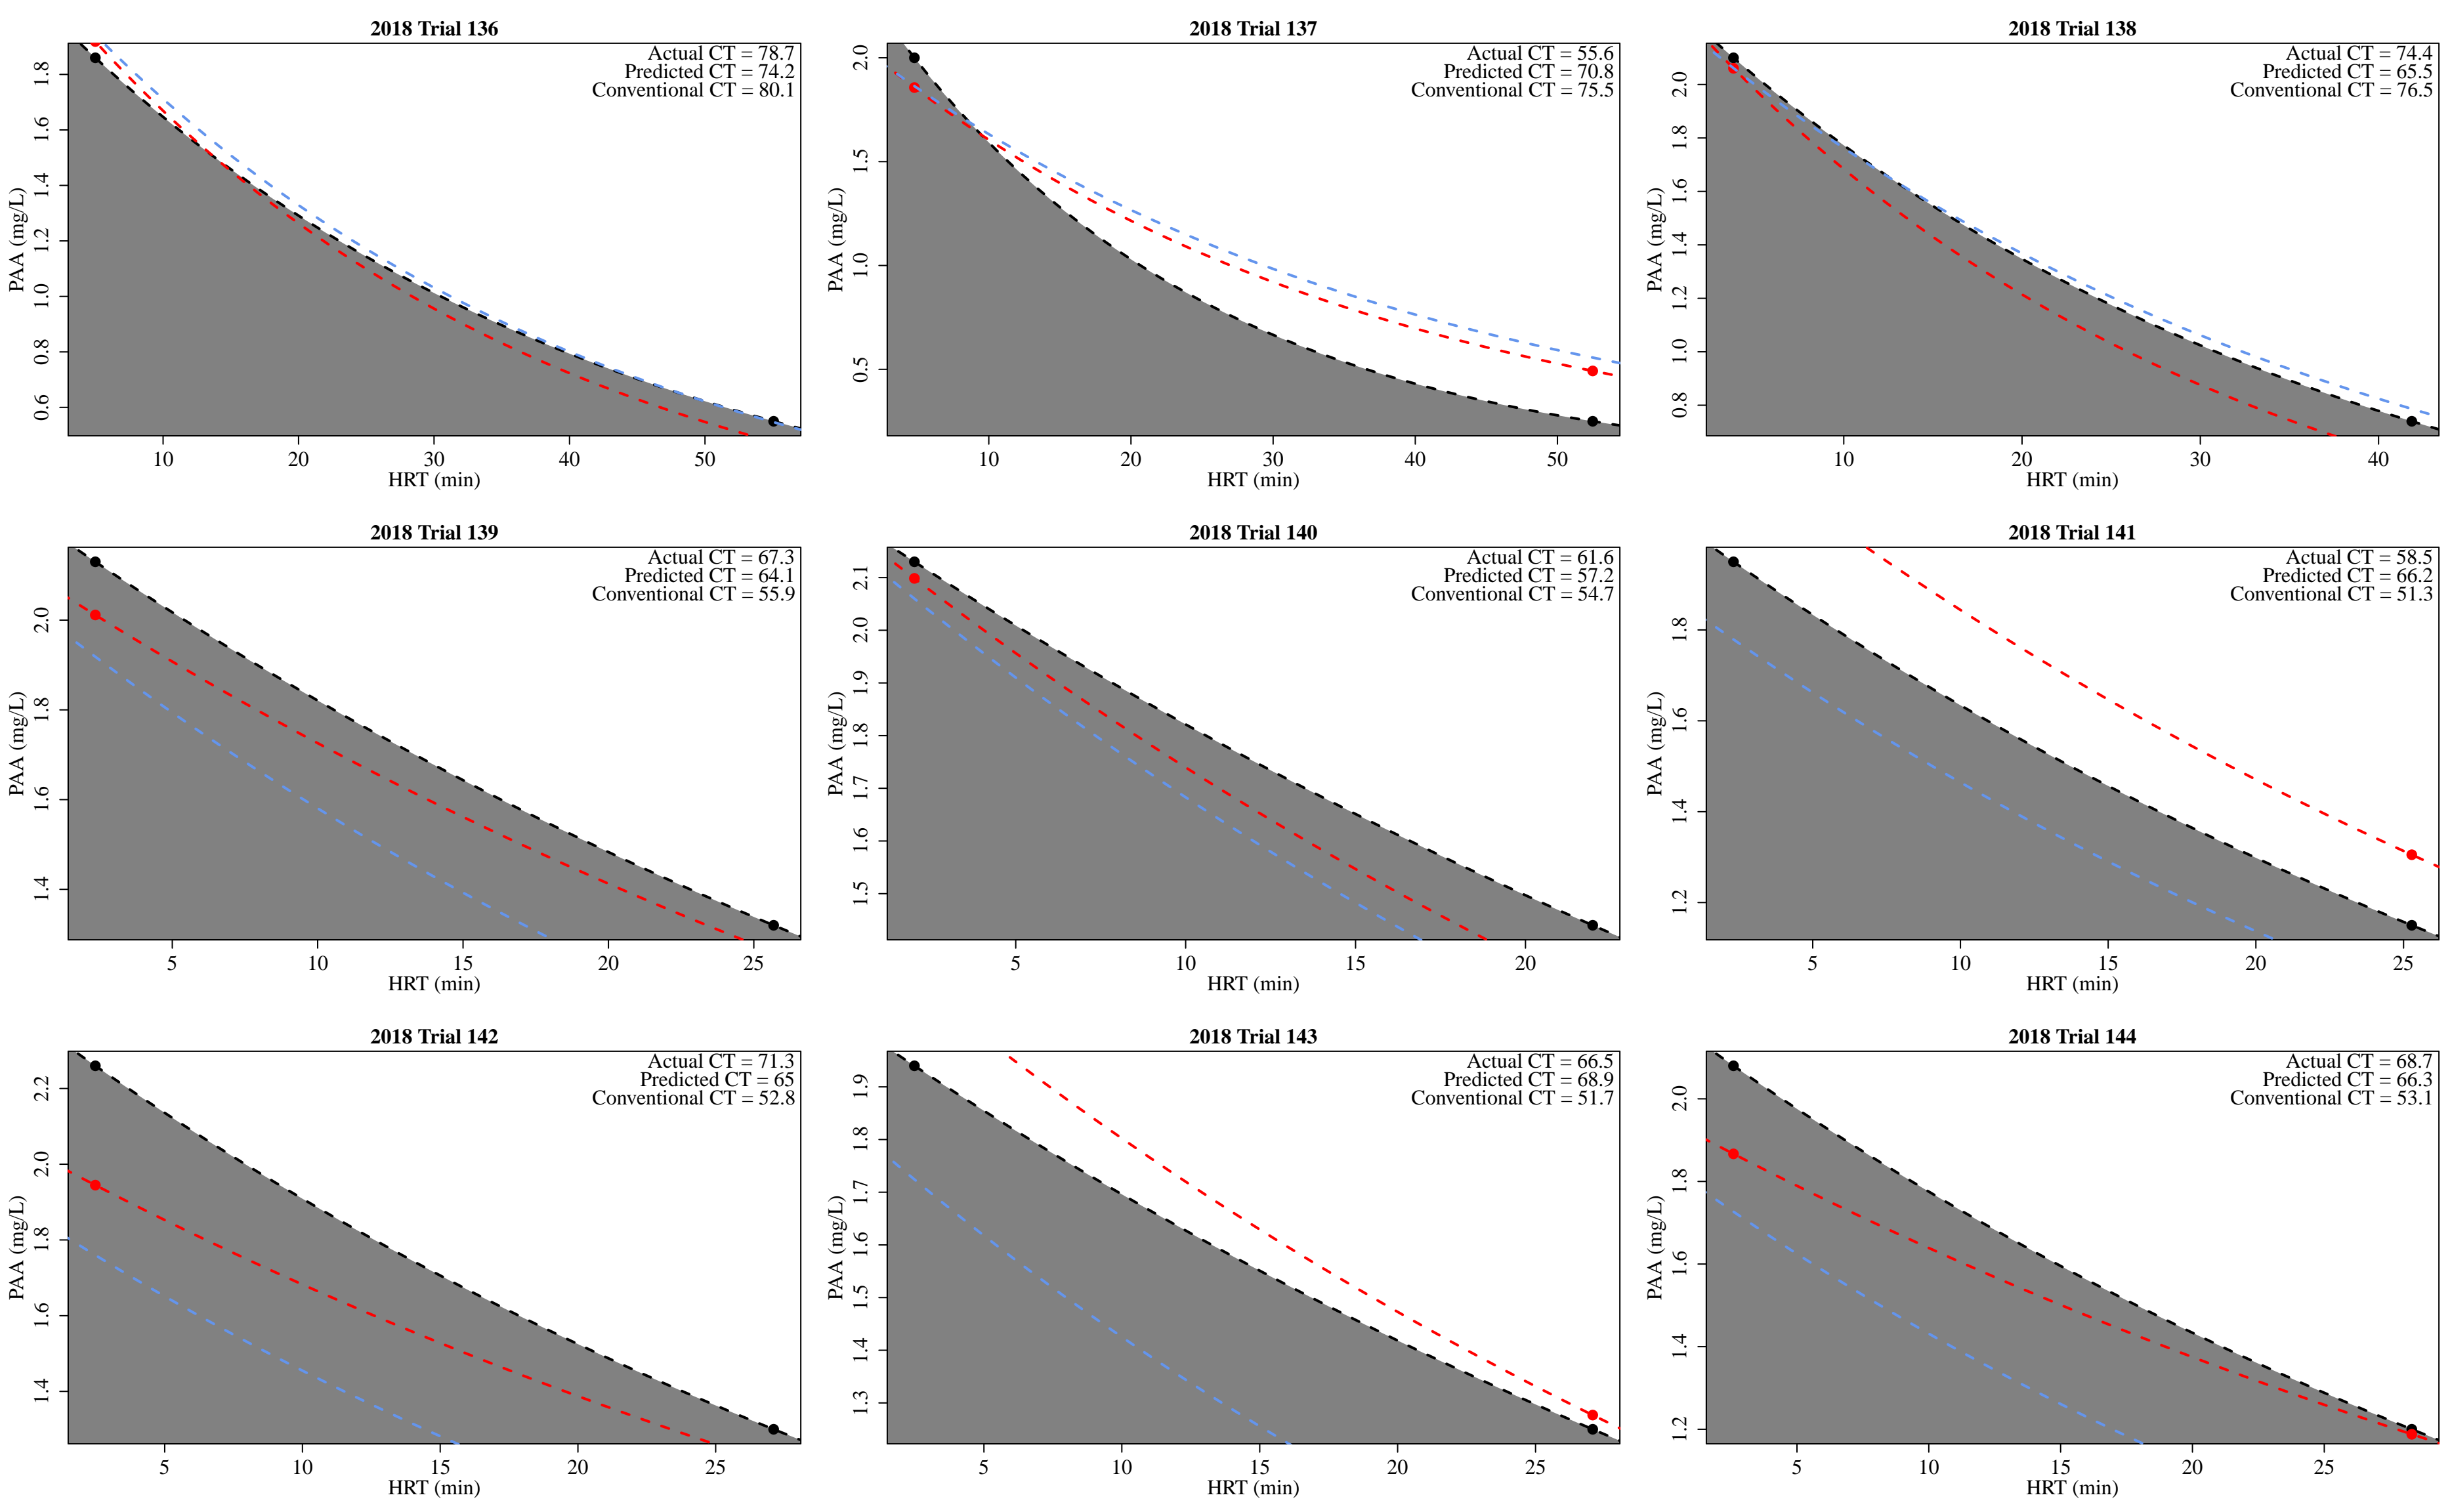 2018 Trial 136
Actual CT = 78.7
Predicted CT = 74.2
Conventional CT = 80.1
PAA (mg/L)
0.6 0.8 1.0 1.2 1.4 1.6 1.8
10 20 30 40 50
HRT (min)
2018 Trial 137
Actual CT = 55.6
Predicted CT = 70.8
Conventional CT = 75.5
PAA (mg/L)
0.5 1.0 1.5 2.0
10 20 30 40 50
HRT (min)
2018 Trial 138
Actual CT = 74.4
Predicted CT = 65.5
Conventional CT = 76.5
PAA (mg/L)
0.8 1.0 1.2 1.4 1.6 1.8 2.0
10 20 30 40
HRT (min)
2018 Trial 139
Actual CT = 67.3
Predicted CT = 64.1
Conventional CT = 55.9
PAA (mg/L)
1.4 1.6 1.8 2.0
5 10 15 20 25
HRT (min)
2018 Trial 140
Actual CT = 61.6
Predicted CT = 57.2
Conventional CT = 54.7
PAA (mg/L)
1.5 1.6 1.7 1.8 1.9 2.0 2.1
5 10 15 20
HRT (min)
2018 Trial 141
Actual CT = 58.5
Predicted CT = 66.2
Conventional CT = 51.3
PAA (mg/L)
1.2 1.4 1.6 1.8
5 10 15 20 25
HRT (min)
2018 Trial 142
Actual CT = 71.3
Predicted CT = 65
Conventional CT = 52.8
PAA (mg/L)
1.4 1.6 1.8 2.0 2.2
5 10 15 20 25
HRT (min)
2018 Trial 143
Actual CT = 66.5
Predicted CT = 68.9
Conventional CT = 51.7
PAA (mg/L)
1.3 1.4 1.5 1.6 1.7 1.8 1.9
5 10 15 20 25
HRT (min)
2018 Trial 144
Actual CT = 68.7
Predicted CT = 66.3
Conventional CT = 53.1
PAA (mg/L)
1.2 1.4 1.6 1.8 2.0
5 10 15 20 25
HRT (min)